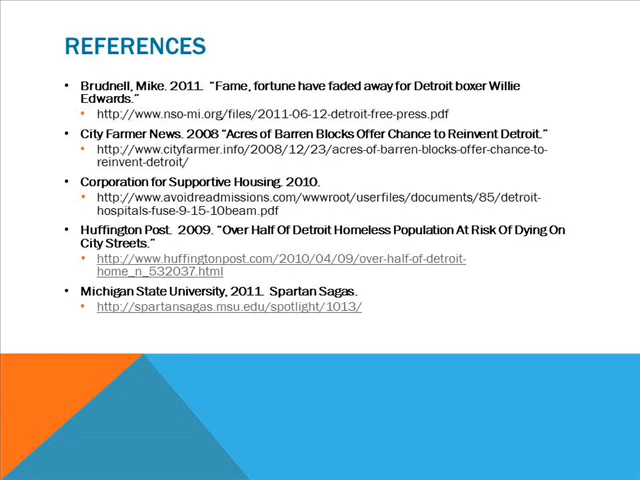 REFERENCES
• Brudnell, Mike. 2011. “Fame, fortune have faded away for Detroit boxer Willie
Edwards.”
• http://www.nso-mi.org/files/2011-06-12-detroit-free-press.pdf
• City Farmer News. 2008 “Acres of Barren Blocks Offer Chance to Reinvent Detroit.”
• http://www.cityfarmer.info/2008/12/23/acres-of-barren-blocks-offer-chance-to-
reinvent-detroit/
• Corporation for Supportive Housing. 2010.
• http://www.avoidreadmissions.com/wwwroot/userfiles/documents/85/detroit-
hospitals-fuse-9-15-10beam.pdf
• Huffington Post. 2009. “Over Half Of Detroit Homeless Population At Risk Of Dying On
City Streets.”
• http://www.huffingtonpost.com/2010/04/09/over-half-of-detroit-
home_n_532037.html
• Michigan State University, 2011. Spartan Sagas.
• http://spartansagas.msu.edu/spotlight/1013/